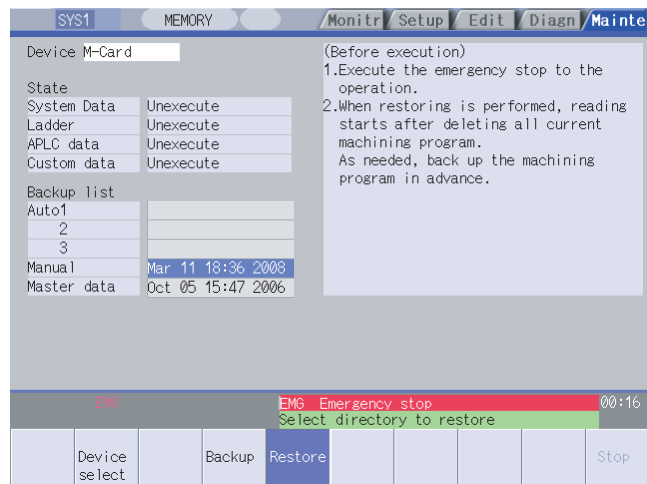 SYS1 MEMORY Monitr Setup Edit Diagn Mainte
Device M-Card
State
System Data Unexecute
Ladder Unexecute
APLC data Unexecute
Custom data Unexecute
Backup list
Auto1
2
3
Manual Mar 11 18:36 2008
Master data Oct 05 15:47 2006
(Before execution)
1.Execute the emergency stop to the
operation.
2.When restoring is performed, reading
starts after deleting all current
machining program.
As needed, back up the machining
program in advance.
EMG Emergency stop 00:16
Select directory to restore
Device
select
Backup
Restore
Stop